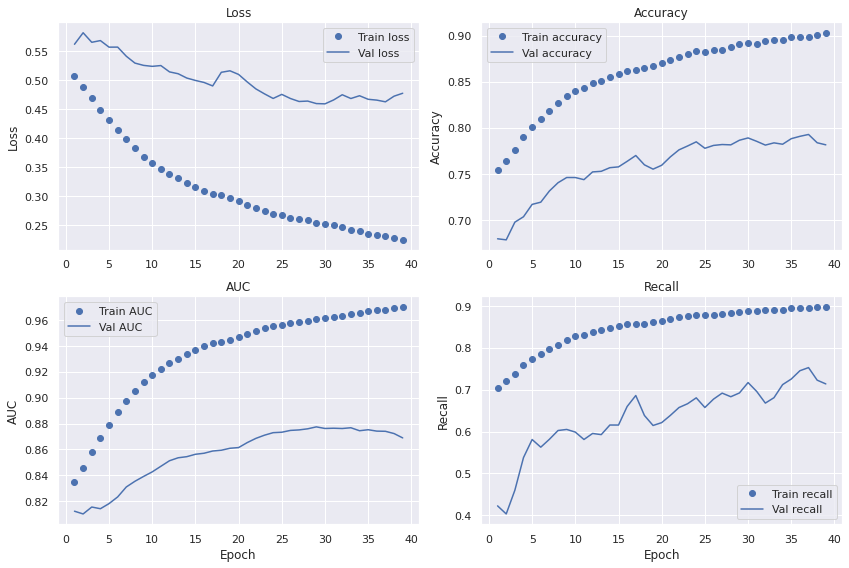 Loss
Train loss
Val loss
0.55
0.50
0.45
0.40
0.35
0.30
0.25
Loss
0 5 10 15 20 25 30 35 40
Accuracy
Train accuracy
Val accuracy
0.90
0.85
0.80
0.75
0.70
Accuracy
0 5 10 15 20 25 30 35 40
AUC
Train AUC
Val AUC
0.96
0.94
0.92
0.90
0.88
0.86
0.84
0.82
AUC
0 5 10 15 20 25 30 35 40
Epoch
Recall
0.9
0.8
0.7
0.6
0.5
0.4
Recall
Train recall
Val recall
0 5 10 15 20 25 30 35 40
Epoch